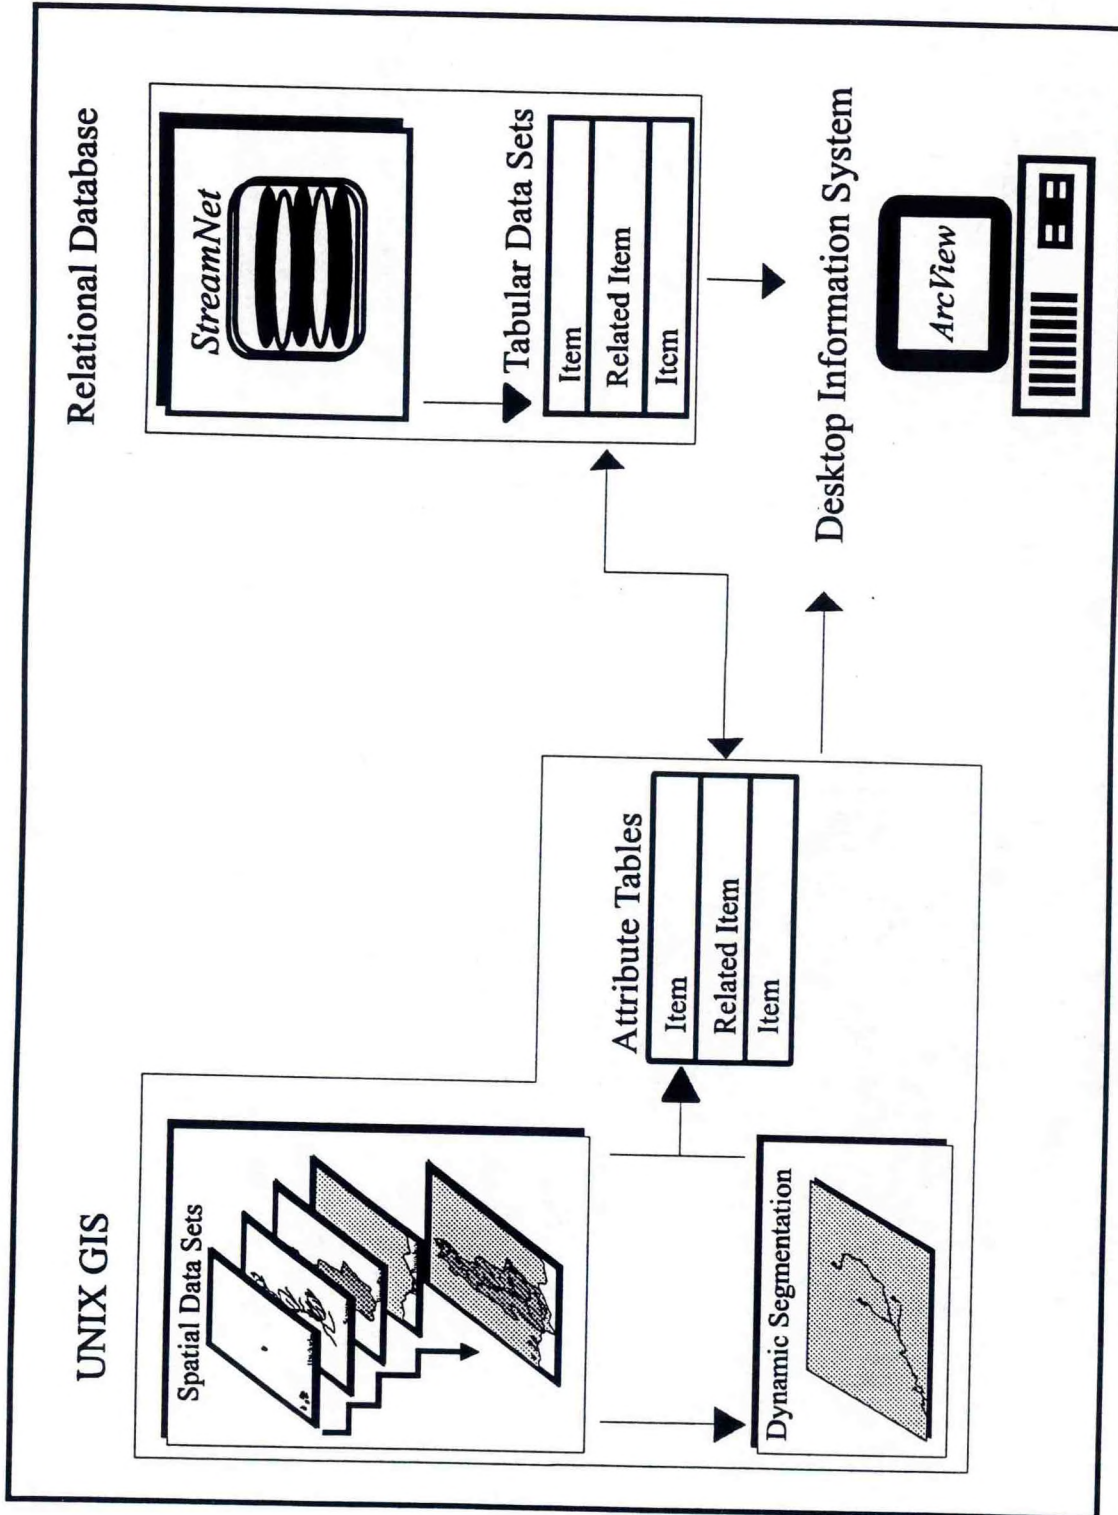 UNIX GIS
Relational Database
Spatial Data Sets
StreamNet
Tabular Data Sets
Item
Related Item
Item
Attribute Tables
Item
Related Item
Item
Dynamic Segmentation
Desktop Information System
ArcView